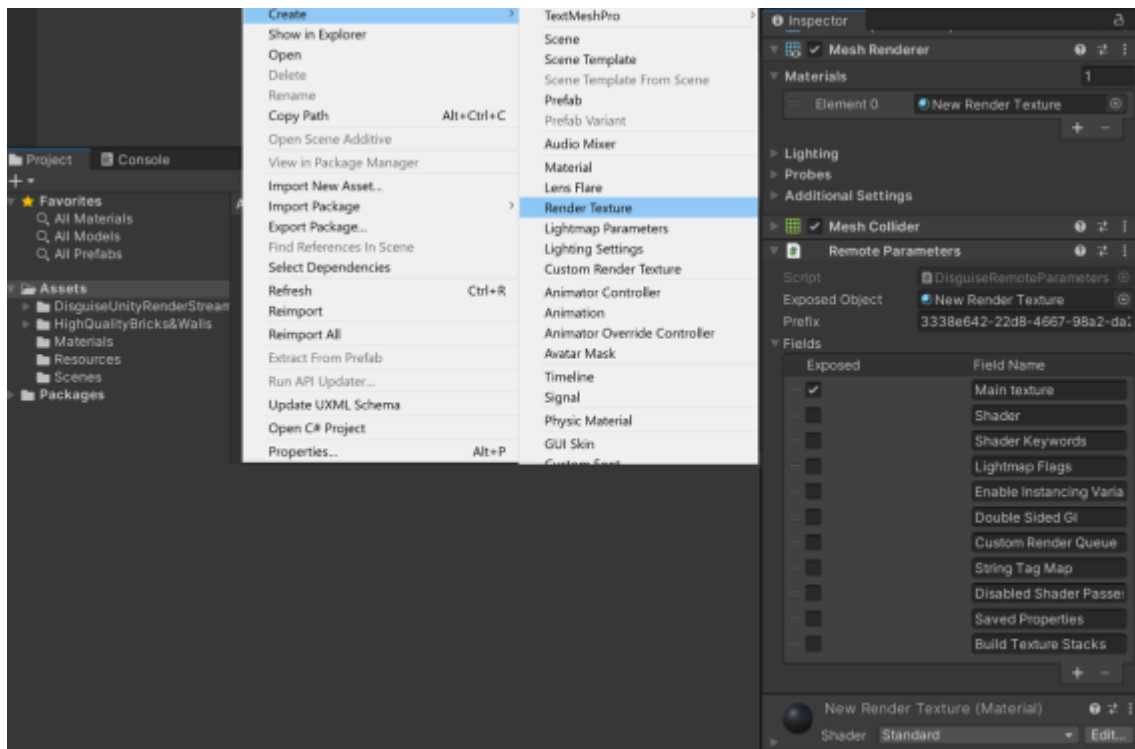 Project
Console
Favorites
All Materials
All Models
All Prefabs
Assets
DisguiseUnityRenderStream
HighQualityBricks&Walls
Materials
Resources
Scenes
Packages
Create
Show in Explorer
Open
Delete
Rename
Copy Path Alt+Ctrl+C
Open Scene Additive
View in Package Manager
Import New Asset...
Import Package
Export Package...
Find References In Scene
Select Dependencies
Refresh Ctrl+R
Reimport
Reimport All
Extract From Prefab
Run API Updater...
Update UXML Schema
Open C# Project
Properties... Alt+P
TextMeshPro
Scene
Scene Template
Scene Template From Scene
Prefab
Prefab Variant
Audio Mixer
Material
Lens Flare
Render Texture
Lightmap Parameters
Lighting Settings
Custom Render Texture
Animator Controller
Animation
Animator Override Controller
Avatar Mask
Timeline
Signal
Physic Material
GUI Skin
Custom Font
Inspector
Mesh Renderer
Materials 1
Element 0 New Render Texture
Lighting
Probes
Additional Settings
Mesh Collider
Remote Parameters
Script DisguiseRemoteParameters
Exposed Object New Render Texture
Prefix 3338e642-22d8-4667-98a2-da2
Fields
Exposed Field Name
Main texture
Shader
Shader Keywords
Lightmap Flags
Enable Instancing Varia
Double Sided GI
Custom Render Queue
String Tag Map
Disabled Shader Passes
Saved Properties
Build Texture Stacks
New Render Texture (Material)
Shader Standard Edit...